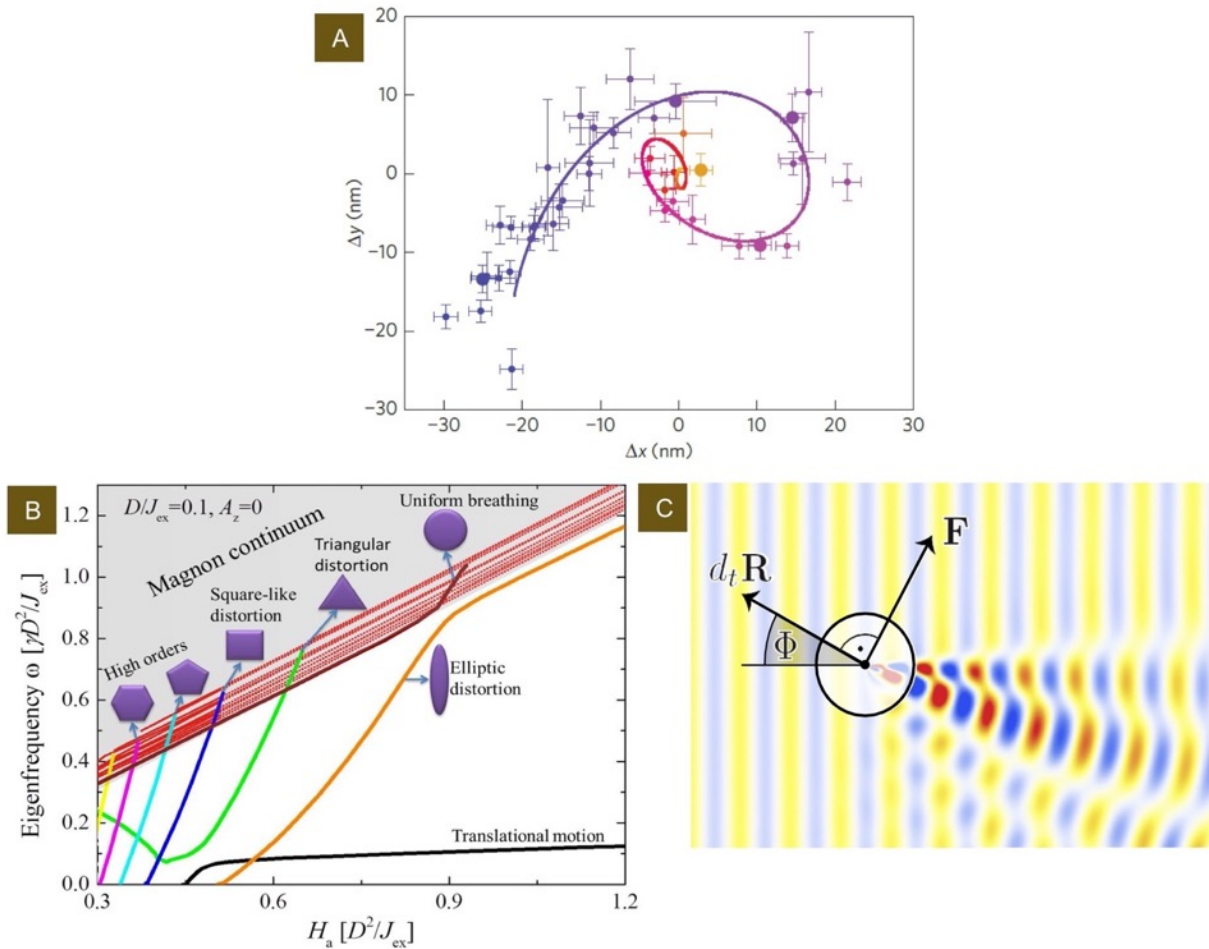 A
20
10
0
−10
−20
−30
−30
−20
−10
0
10
20
30
Δy (nm)
Δx (nm)
B
D/J_ex=0.1, A_z=0
Magnon continuum
Uniform breathing
Triangular
distortion
Square-like
distortion
High orders
Elliptic
distortion
Translational motion
1.2
1.0
0.8
0.6
0.4
0.2
0.0
0.3
0.6
0.9
1.2
Eigenfrequency ω [γD²/J_ex]
H_a [D²/J_ex]
C
F
d_t R
Φ